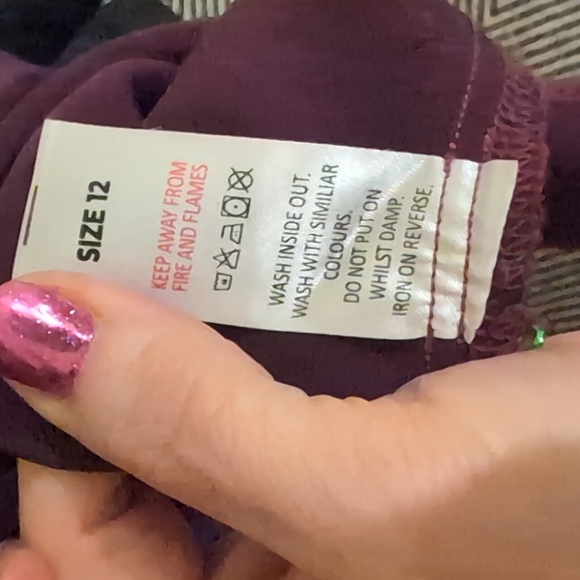 SIZE 12
KEEP AWAY FROM
FIRE AND FLAMES
WASH INSIDE OUT.
WASH WITH SIMILIAR
COLOURS.
DO NOT PUT ON
WHILST DAMP.
IRON ON REVERSE.